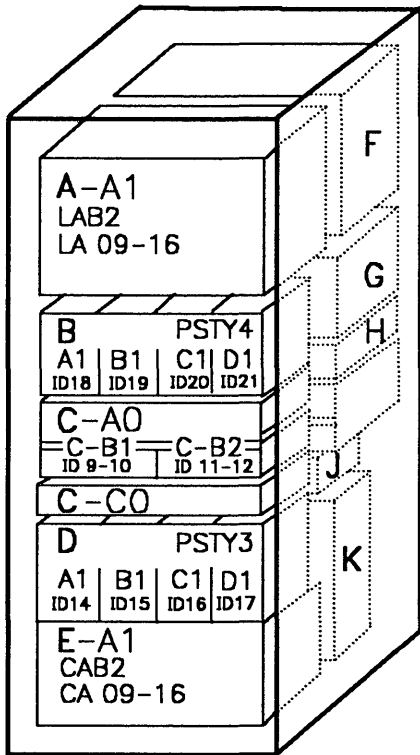 A-A1
LAB2
LA 09-16
F
G
B PSTY4
A1 B1 C1 D1
ID18 ID19 ID20 ID21
H
C-A0
C-B1 C-B2
ID 9-10 ID 11-12
J
C-C0
D PSTY3
A1 B1 C1 D1
ID14 ID15 ID16 ID17
K
E-A1
CAB2
CA 09-16